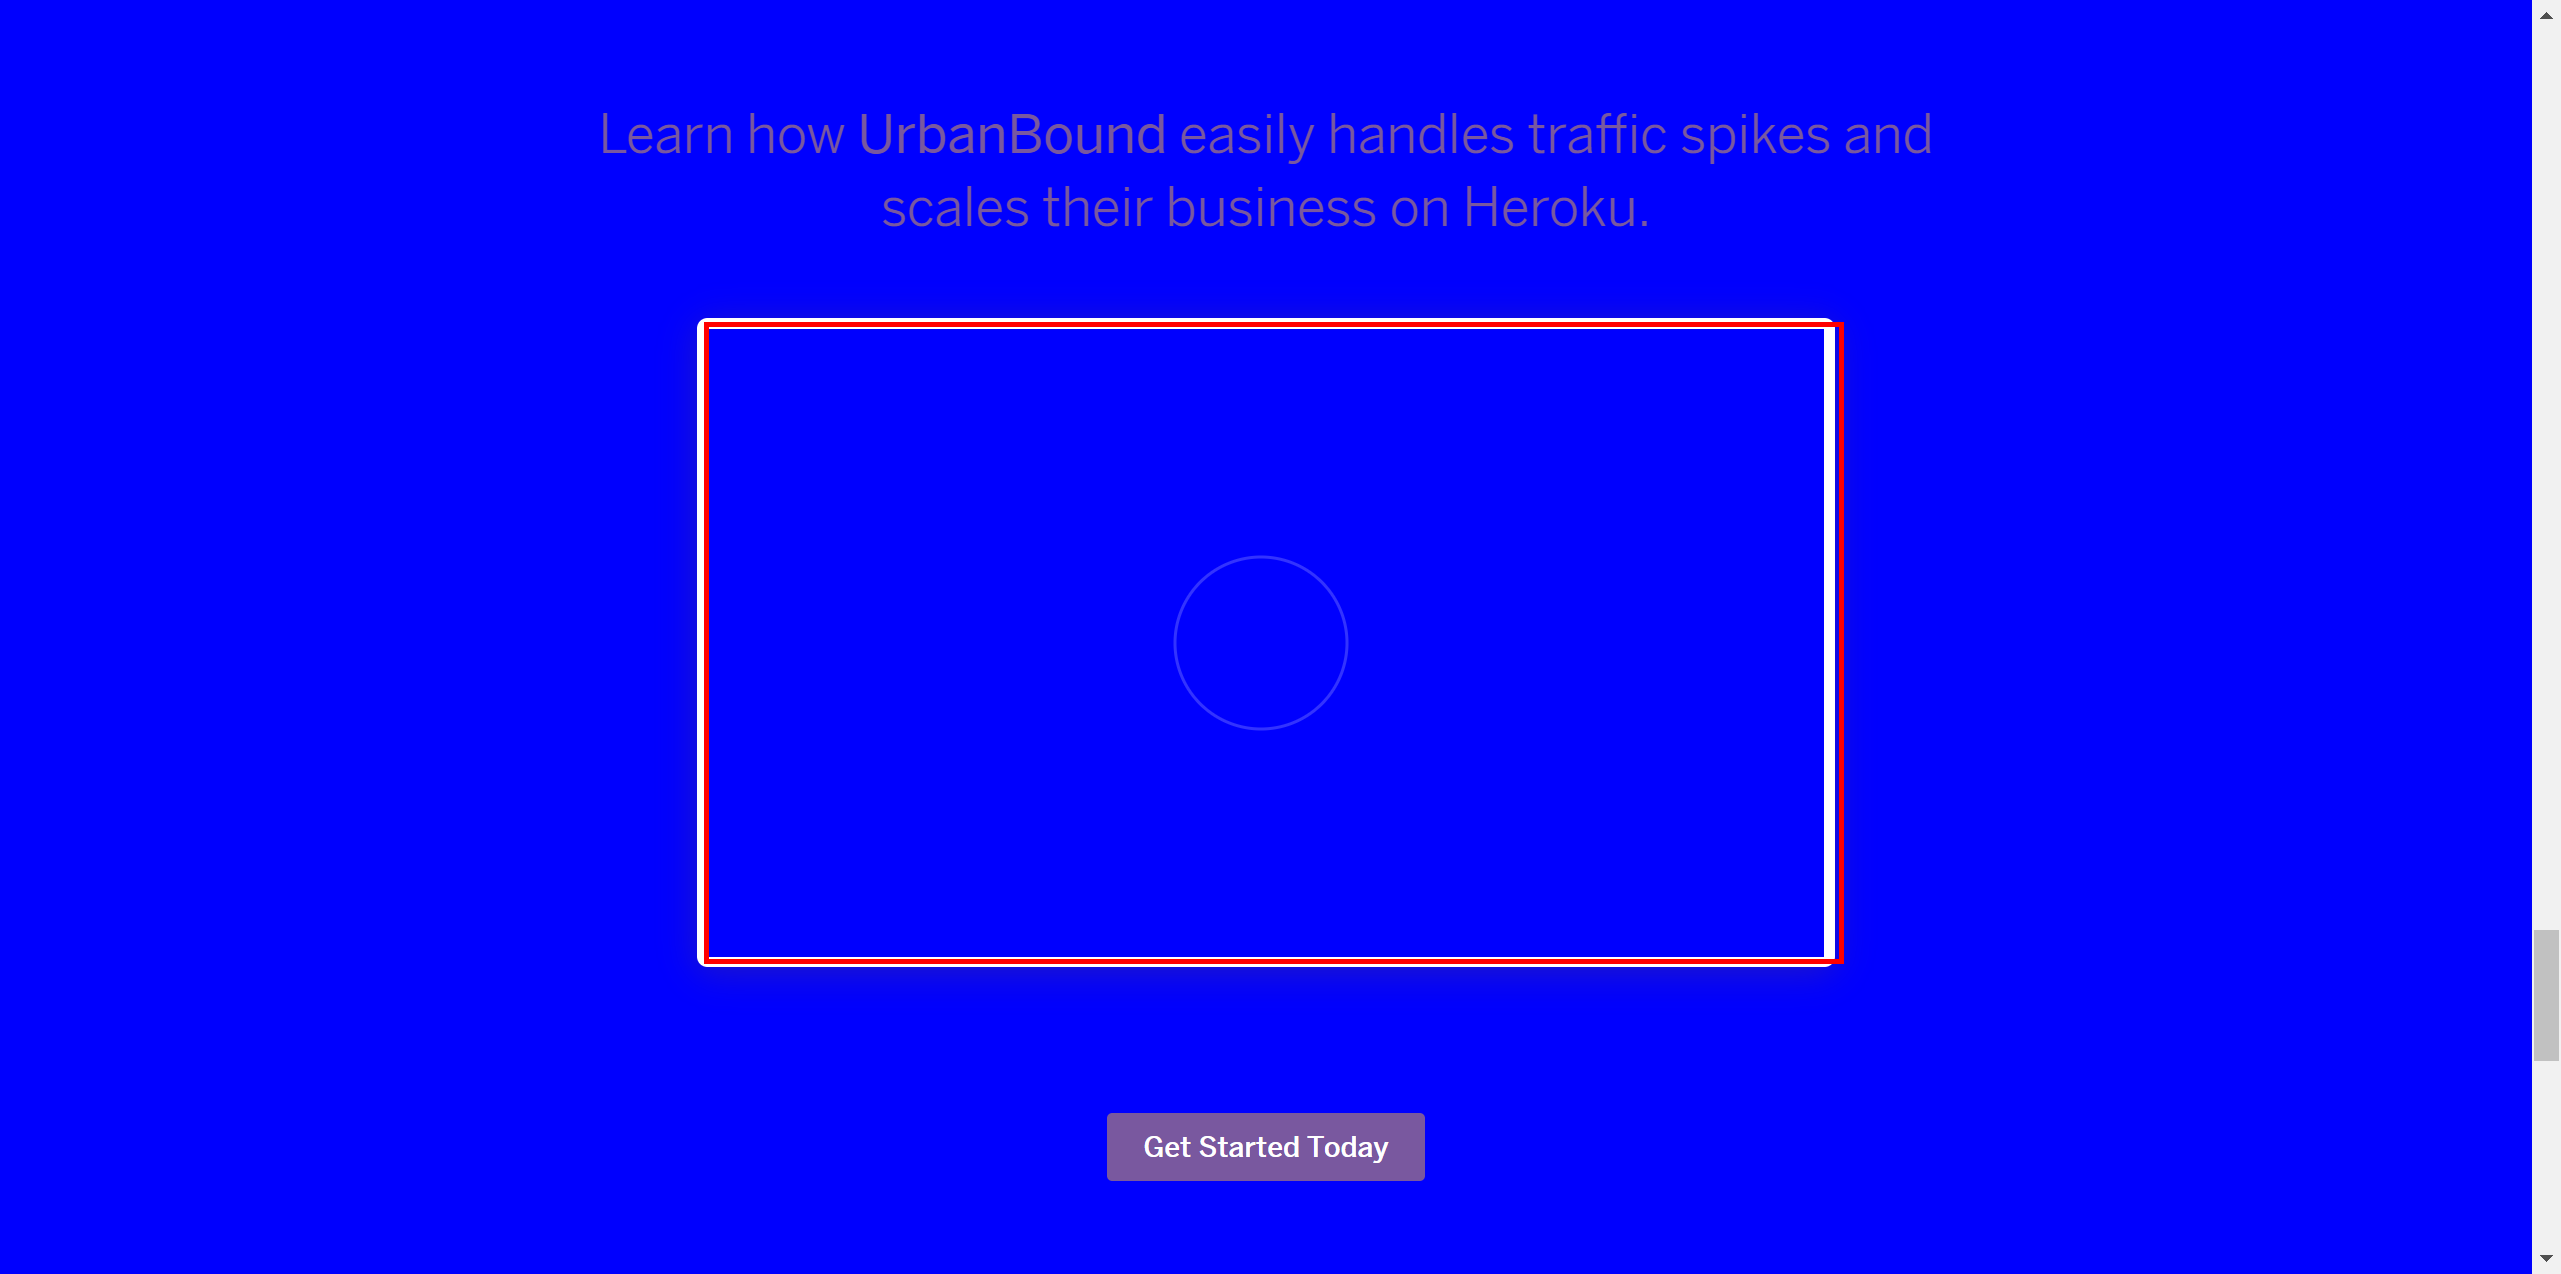 Learn how UrbanBound easily handles traffic spikes and
scales their business on Heroku.
Get Started Today